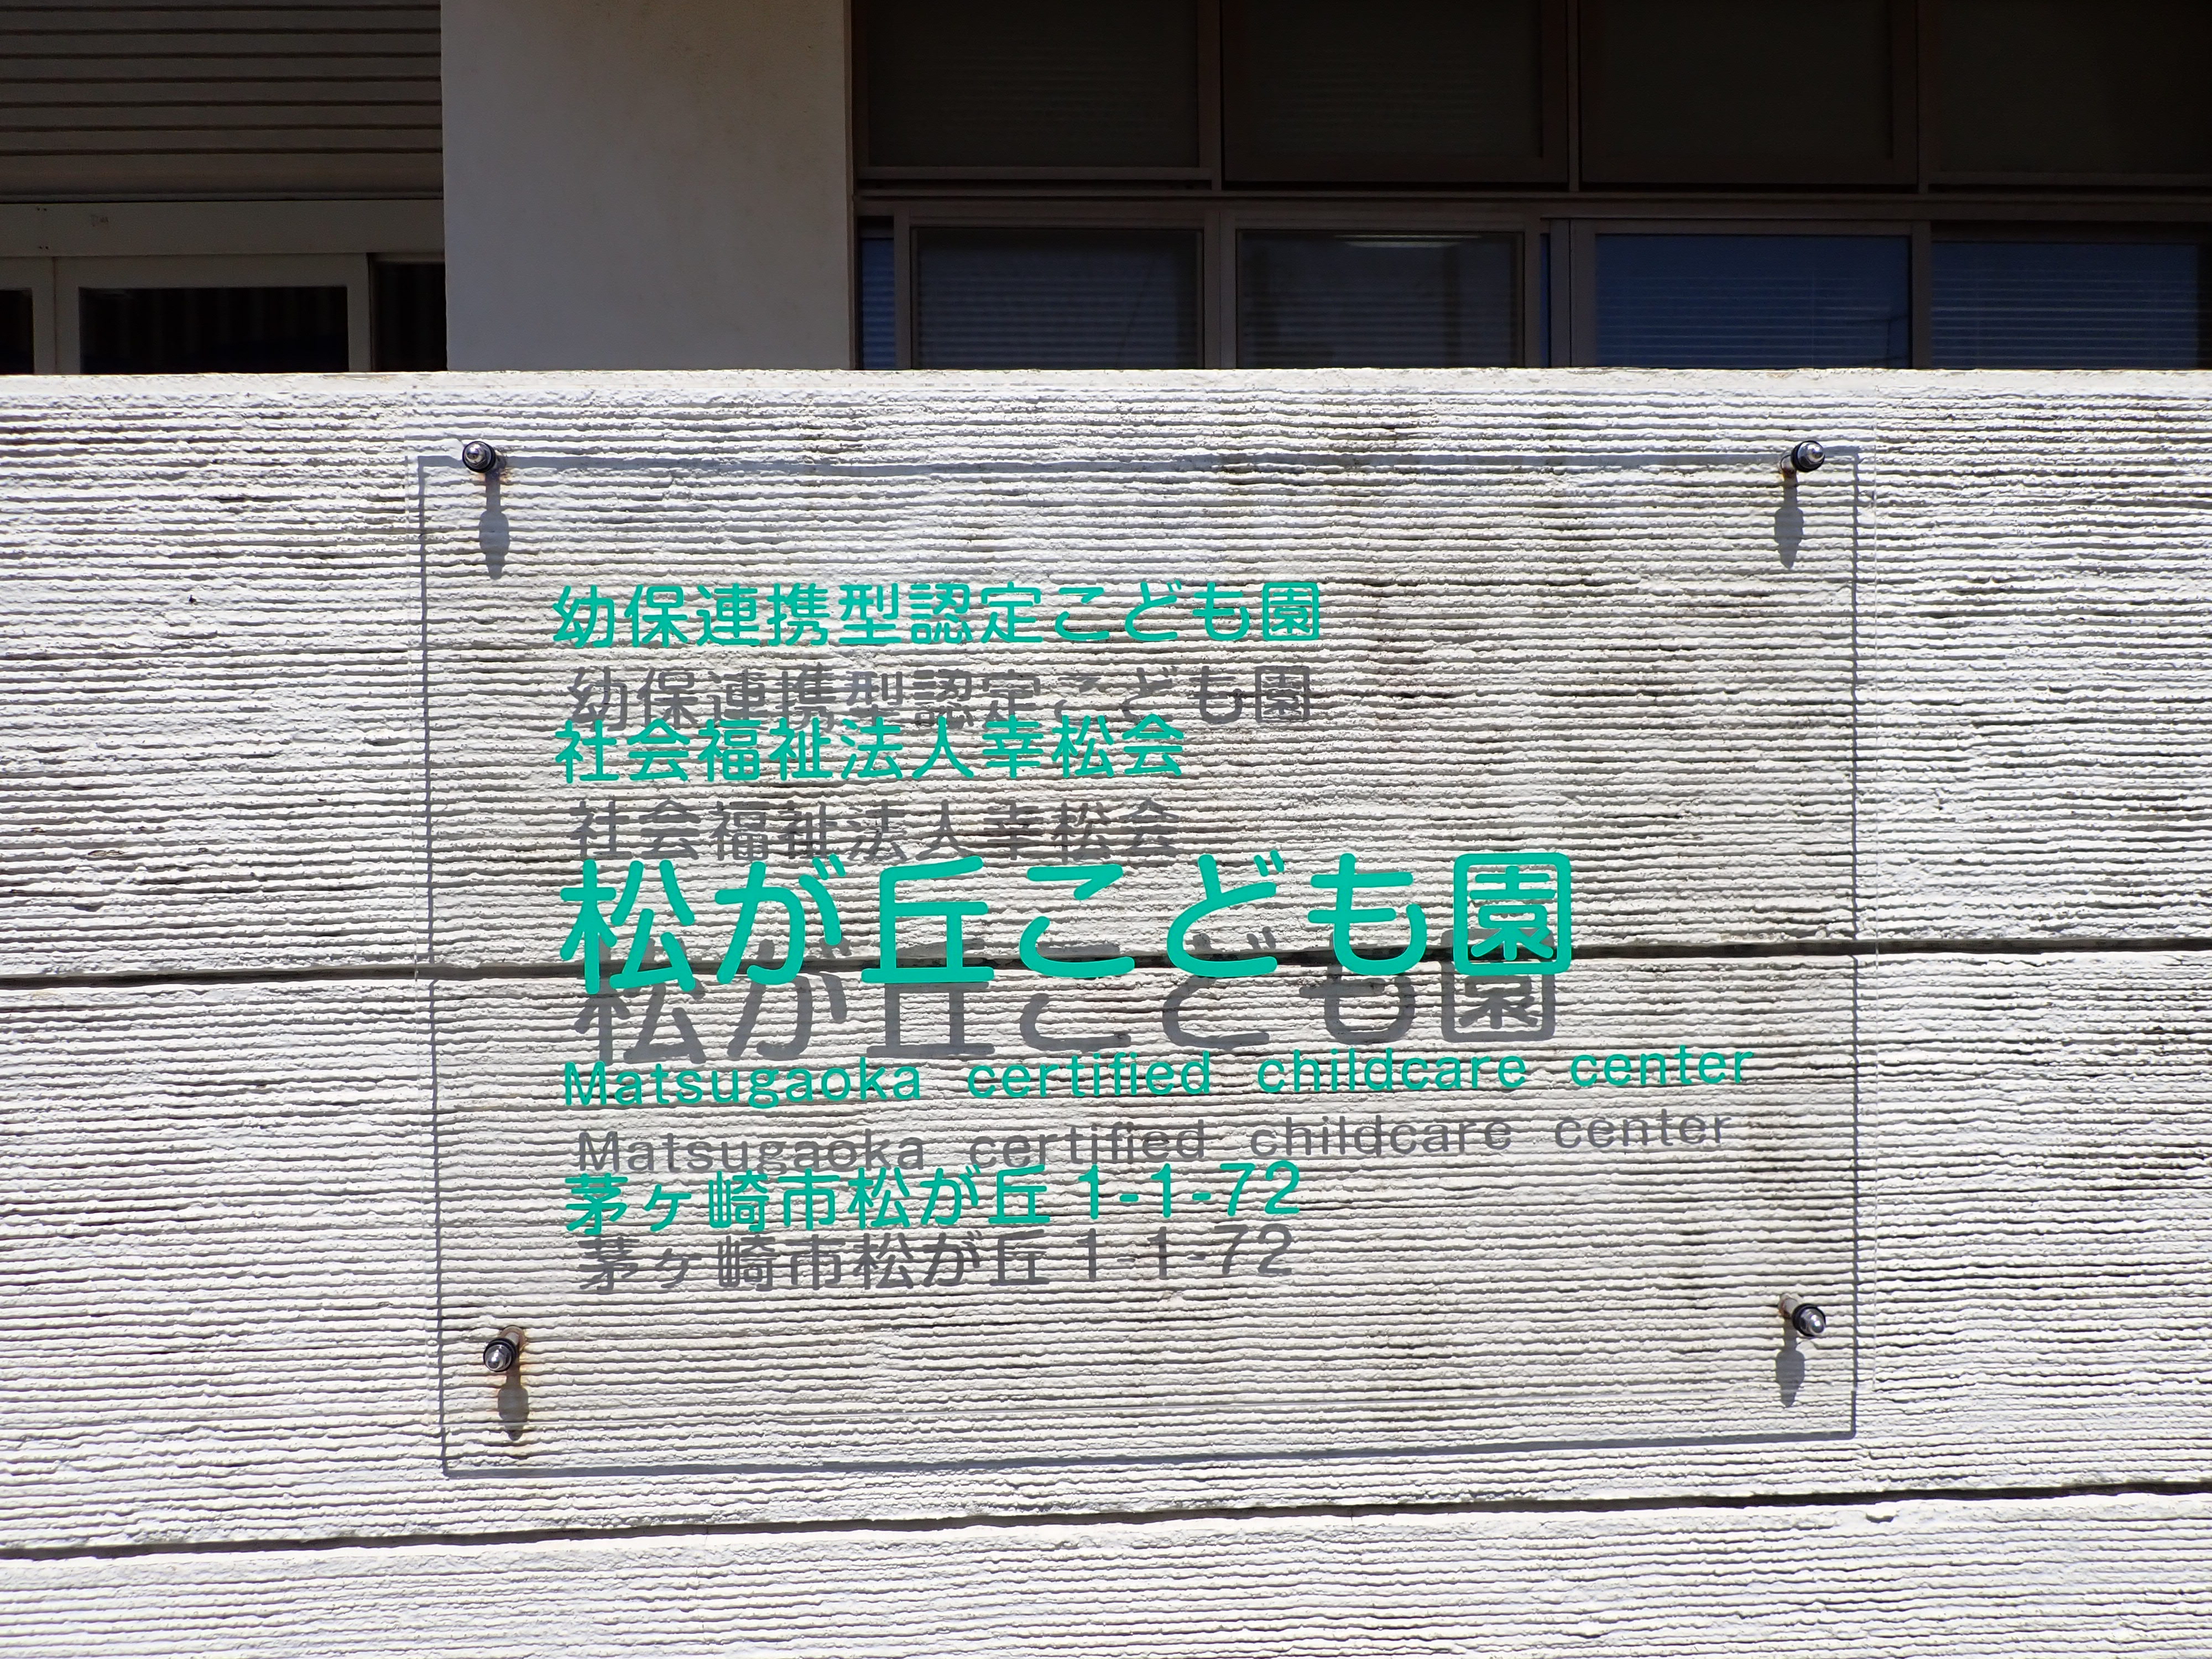 幼保連携型認定こども園
社会福祉法人幸松会
松が丘こども園
Matsugaoka certified childcare center
茅ヶ崎市松が丘1-1-72